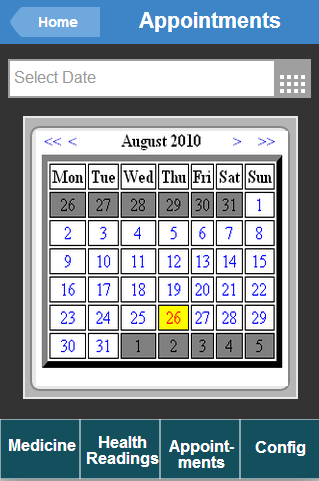 Home Appointments
Select Date
<< < August 2010 > >>
Mon Tue Wed Thu Fri Sat Sun
26 27 28 29 30 31 1
2 3 4 5 6 7 8
9 10 11 12 13 14 15
16 17 18 19 20 21 22
23 24 25 26 27 28 29
30 31 1 2 3 4 5
Medicine
Health
Readings
Appoint-
ments
Config